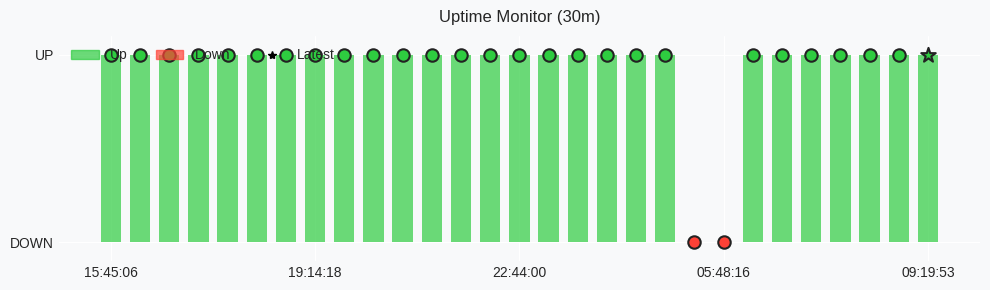 Uptime Monitor (30m)
UP
Up Down Latest
DOWN
15:45:06 19:14:18 22:44:00 05:48:16 09:19:53